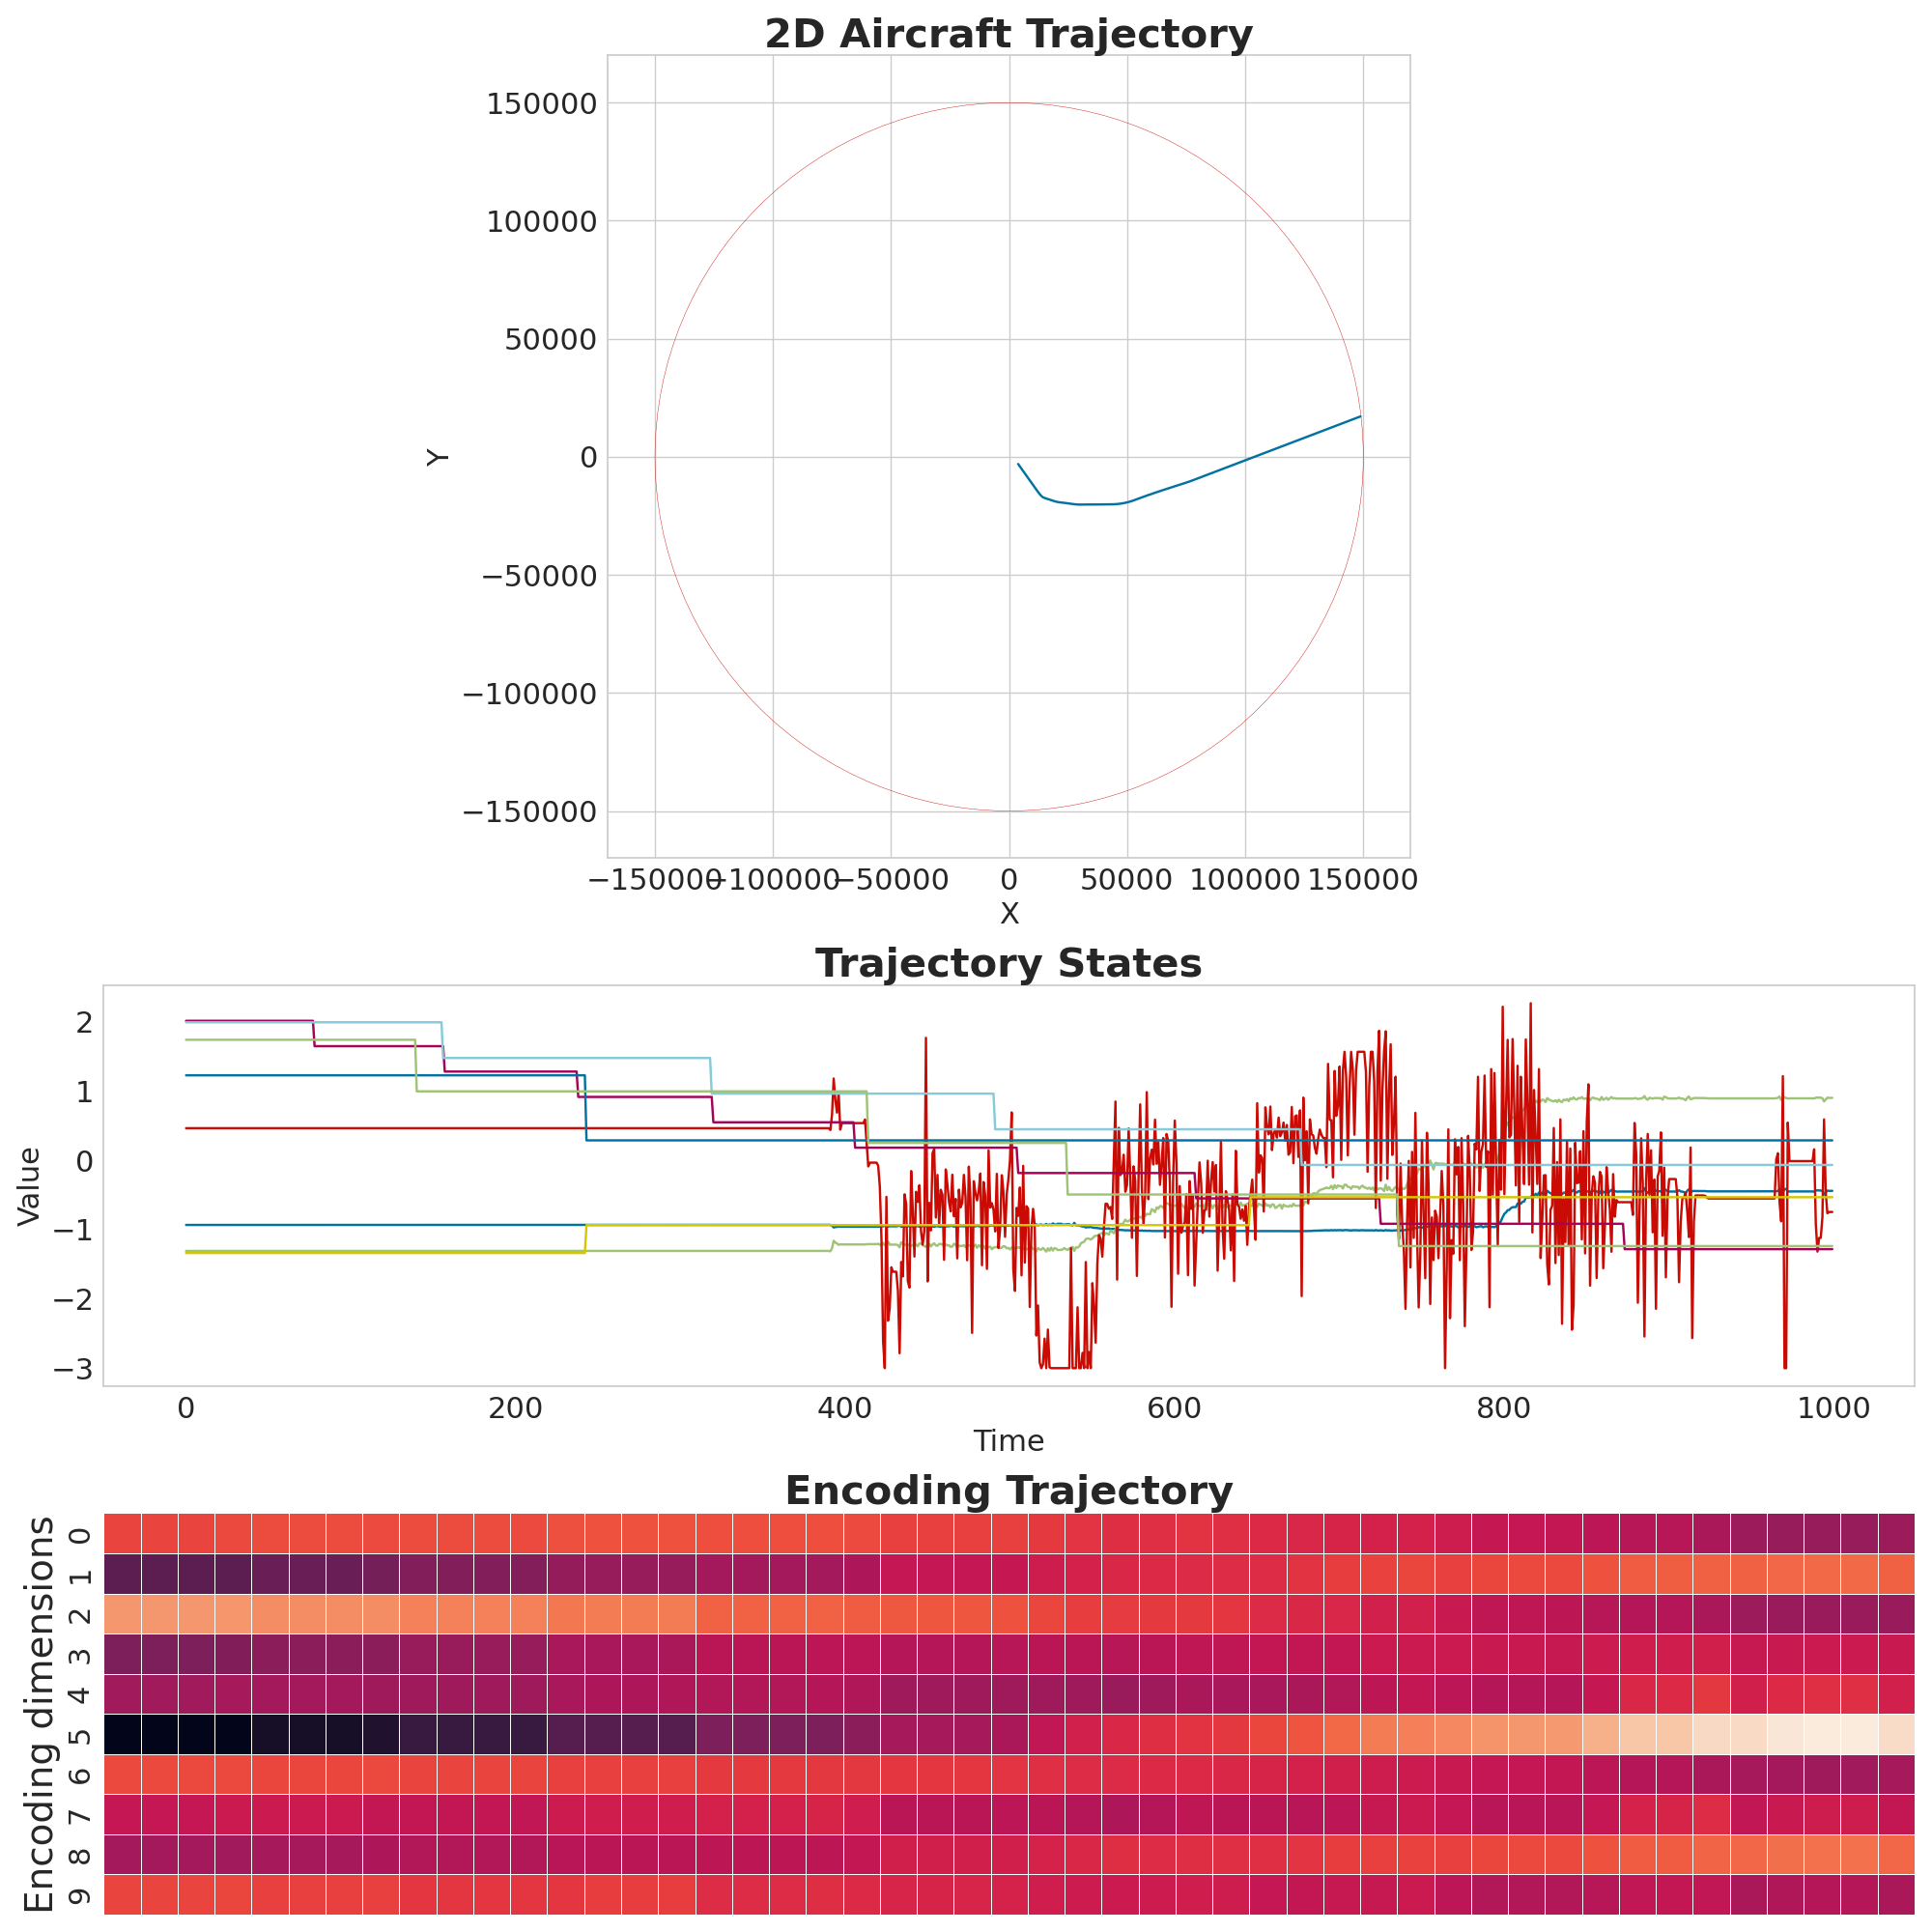 2D Aircraft Trajectory
150000
100000
50000
0
−50000
−100000
−150000
Y
−150000 −100000 −50000 0 50000 100000 150000
X
Trajectory States
2
1
0
−1
−2
−3
Value
0 200 400 600 800 1000
Time
Encoding Trajectory
Encoding dimensions
0
1
2
3
4
5
6
7
8
9